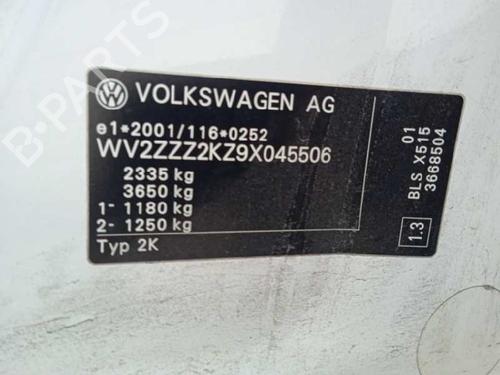 VOLKSWAGEN AG
e1*2001/116*0252
WV2ZZZ2KZ9X045506
2335 kg
3650 kg
1- 1180 kg
2- 1250 kg
Typ 2K
01
BLS X515
3668504
1.3
B-PARTS